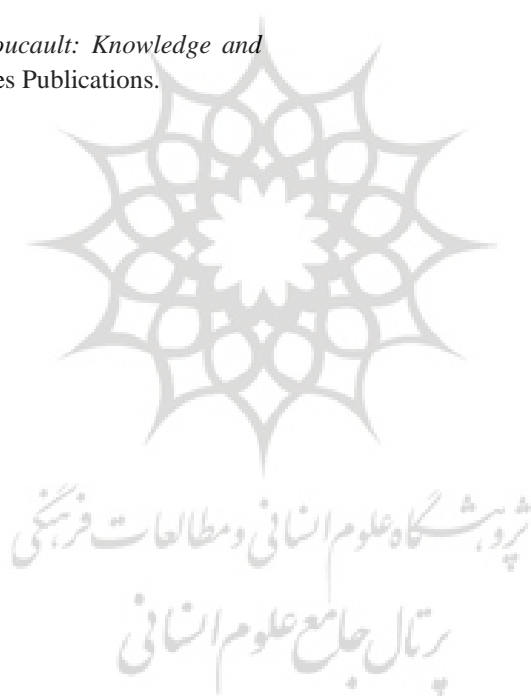 oucault: Knowledge and
es Publications.
پژوهشگاه علوم انسانی و مطالعات فرهنگی
پرتال جامع علوم انسانی